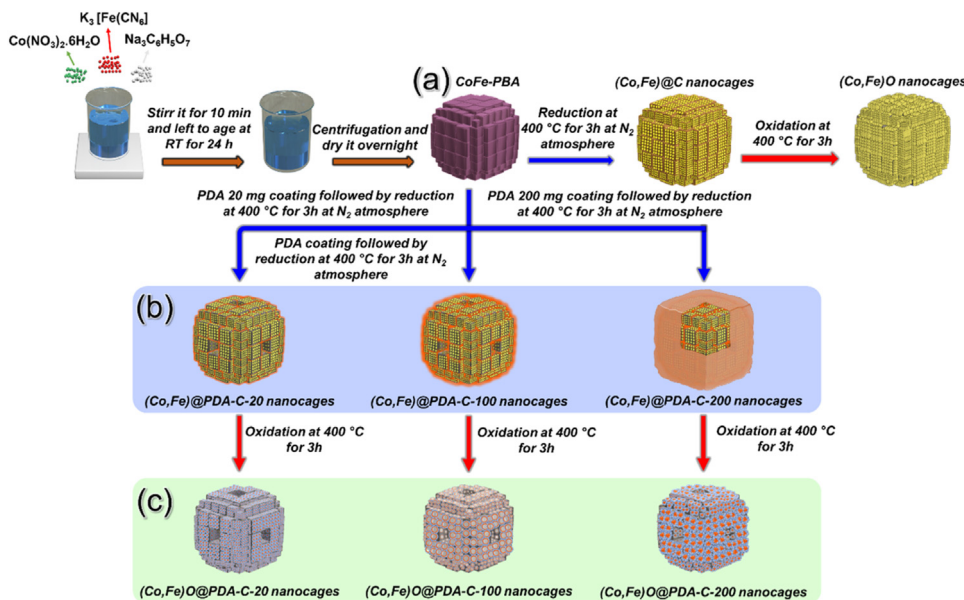 K₃ [Fe(CN₆]
Co(NO₃)₂.6H₂O
Na₃C₆H₅O₇
Stirr it for 10 min
and left to age at
RT for 24 h
Centrifugation and
dry it overnight
(a)
CoFe-PBA
Reduction at
400 °C for 3h at N₂
atmosphere
(Co,Fe)@C nanocages
Oxidation at
400 °C for 3h
(Co,Fe)O nanocages
PDA 20 mg coating followed by reduction
at 400 °C for 3h at N₂ atmosphere
PDA 200 mg coating followed by reduction
at 400 °C for 3h at N₂ atmosphere
PDA coating followed by
reduction at 400 °C for 3h at N₂
atmosphere
(b)
(Co,Fe)@PDA-C-20 nanocages
(Co,Fe)@PDA-C-100 nanocages
(Co,Fe)@PDA-C-200 nanocages
Oxidation at 400 °C
for 3h
Oxidation at 400 °C
for 3h
Oxidation at 400 °C
for 3h
(c)
(Co,Fe)O@PDA-C-20 nanocages
(Co,Fe)O@PDA-C-100 nanocages
(Co,Fe)O@PDA-C-200 nanocages